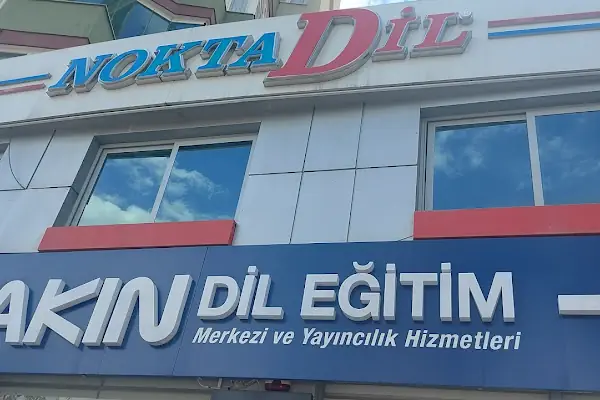 NOKTA DİL
AKIN DİL EĞİTİM
Merkezi ve Yayıncılık Hizmetleri